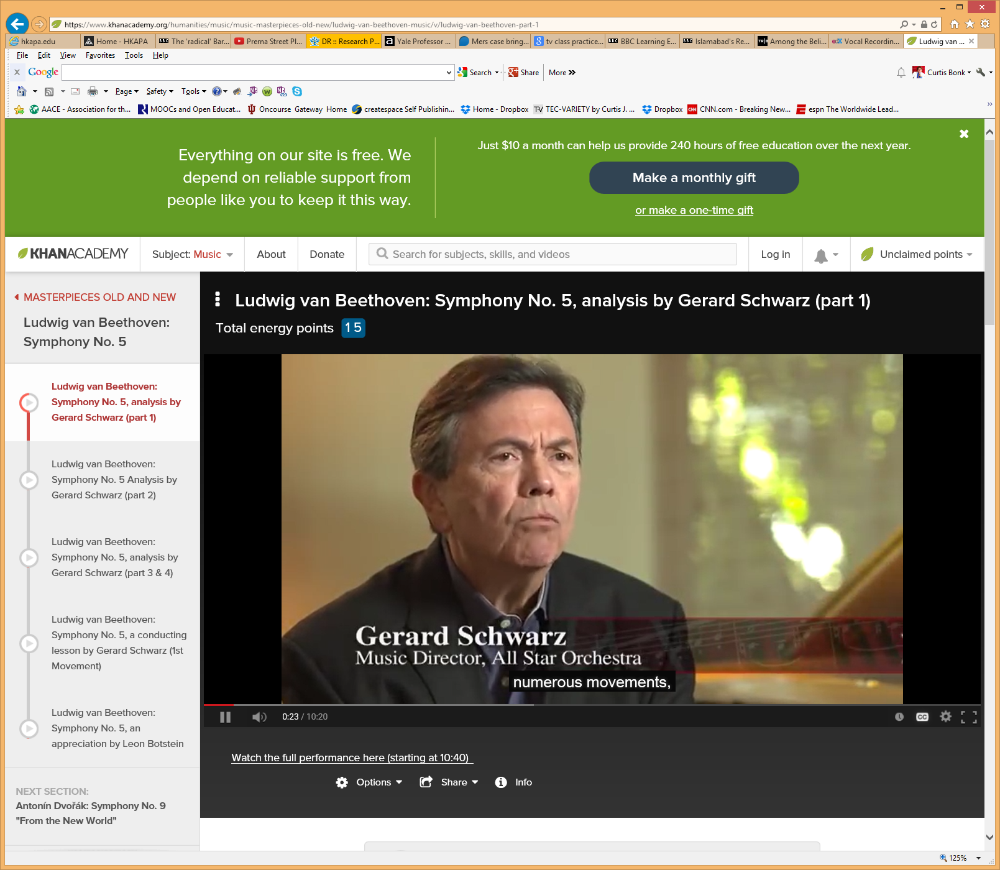 https://www.khanacademy.org/humanities/music/music-masterpieces-old-new/ludwig-van-beethoven-music/v/ludwig-van-beethoven-part-1
hkapa.edu
Home - HKAPA
The 'radical' Bar...
Prerna Street Pl...
DR :: Research P...
Yale Professor ...
Mers case bring...
tv class practice...
BBC Learning E...
Islamabad's Re...
Among the Beli...
Vocal Recordin...
Ludwig van ...
File Edit View Favorites Tools Help
x Google Search Share More »
Curtis Bonk
Page Safety Tools
AACE - Association for th...
MOOCs and Open Educat...
Oncourse Gateway Home
createspace Self Publishin...
Home - Dropbox
TEC-VARIETY by Curtis J. ...
Dropbox
CNN.com - Breaking New...
espn The Worldwide Lead...
Everything on our site is free. We
depend on reliable support from
people like you to keep it this way.
Just $10 a month can help us provide 240 hours of free education over the next year.
Make a monthly gift
or make a one-time gift
KHANACADEMY
Subject: Music
About
Donate
Search for subjects, skills, and videos
Log in
Unclaimed points
MASTERPIECES OLD AND NEW
Ludwig van Beethoven:
Symphony No. 5
Ludwig van Beethoven:
Symphony No. 5, analysis by
Gerard Schwarz (part 1)
Ludwig van Beethoven:
Symphony No. 5 Analysis by
Gerard Schwarz (part 2)
Ludwig van Beethoven:
Symphony No. 5, analysis by
Gerard Schwarz (part 3 & 4)
Ludwig van Beethoven:
Symphony No. 5, a conducting
lesson by Gerard Schwarz (1st
Movement)
Ludwig van Beethoven:
Symphony No. 5, an
appreciation by Leon Botstein
NEXT SECTION:
Antonín Dvořák: Symphony No. 9
"From the New World"
Ludwig van Beethoven: Symphony No. 5, analysis by Gerard Schwarz (part 1)
Total energy points 15
Gerard Schwarz
Music Director, All Star Orchestra
numerous movements,
0:23 / 10:20
CC
Watch the full performance here (starting at 10:40)
Options Share Info
125%